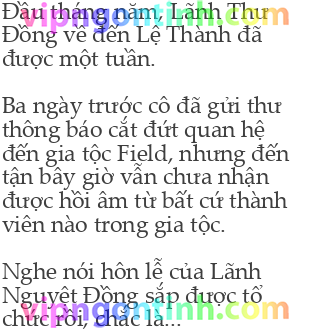 vipngontinh.com
Đầu tháng năm, Lãnh Thư
Đồng về đến Lệ Thành đã
được một tuần.
Ba ngày trước cô đã gửi thư
thông báo cắt đứt quan hệ
đến gia tộc Field, nhưng đến
tận bây giờ vẫn chưa nhận
được hồi âm từ bất cứ thành
viên nào trong gia tộc.
Nghe nói hôn lễ của Lãnh
Nguyệt Đồng sắp được tổ
chức rồi, chắc là...
vipngontinh.com